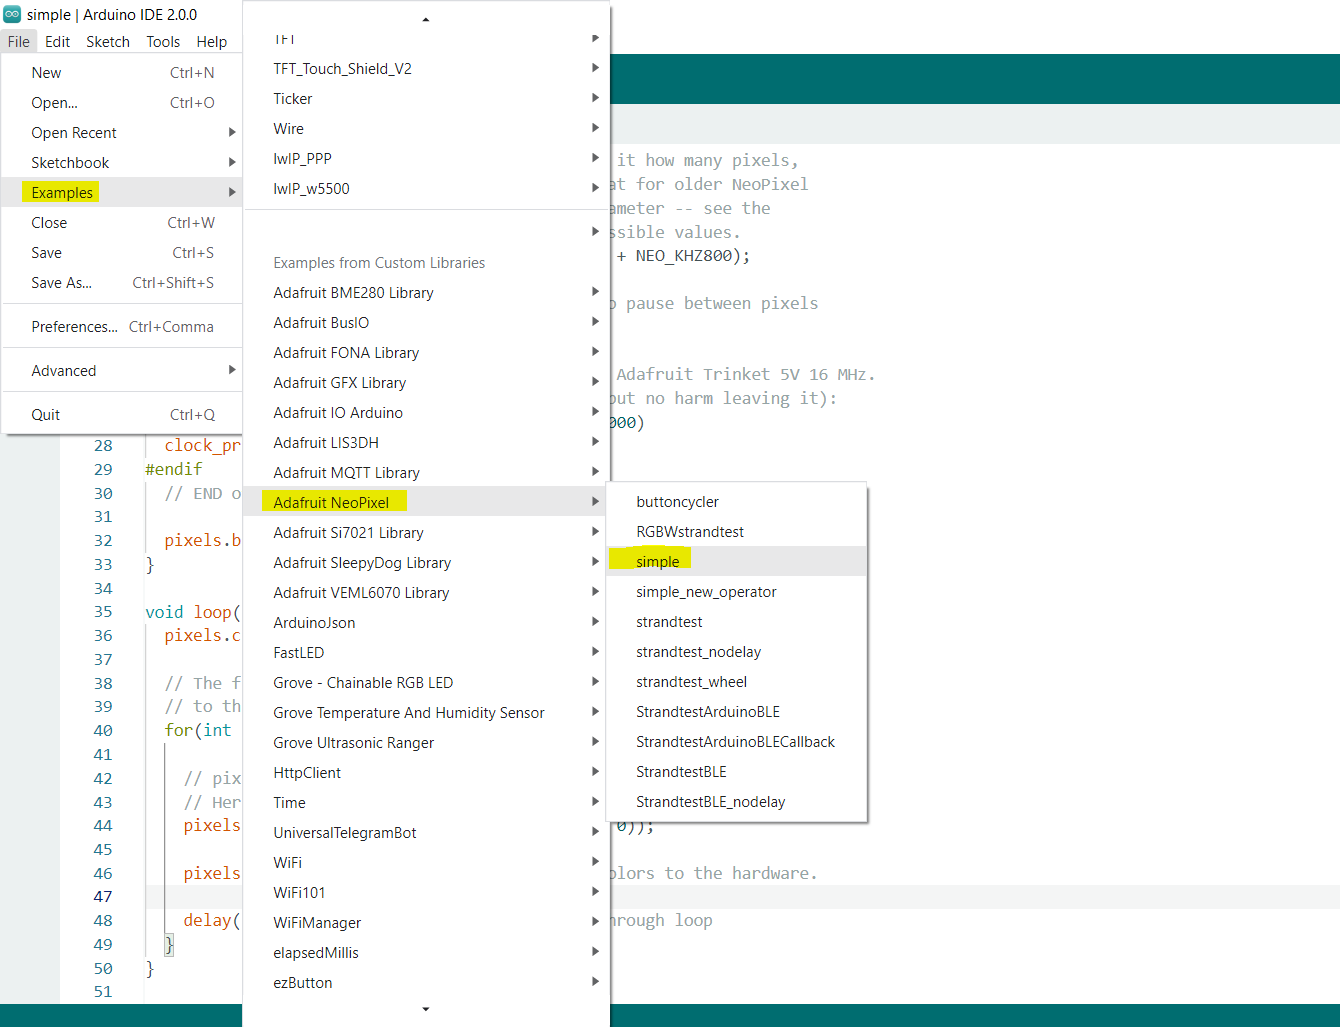 simple | Arduino IDE 2.0.0
File Edit Sketch Tools Help
New Ctrl+N
Open... Ctrl+O
Open Recent
Sketchbook
Examples
Close Ctrl+W
Save Ctrl+S
Save As... Ctrl+Shift+S
Preferences... Ctrl+Comma
Advanced
Quit Ctrl+Q
TFT_Touch_Shield_V2
Ticker
Wire
lwIP_PPP
lwIP_w5500
Examples from Custom Libraries
Adafruit BME280 Library
Adafruit BusIO
Adafruit FONA Library
Adafruit GFX Library
Adafruit IO Arduino
Adafruit LIS3DH
Adafruit MQTT Library
Adafruit NeoPixel
Adafruit Si7021 Library
Adafruit SleepyDog Library
Adafruit VEML6070 Library
ArduinoJson
FastLED
Grove - Chainable RGB LED
Grove Temperature And Humidity Sensor
Grove Ultrasonic Ranger
HttpClient
Time
UniversalTelegramBot
WiFi
WiFi101
WiFiManager
elapsedMillis
ezButton
buttoncycler
RGBWstrandtest
simple
simple_new_operator
strandtest
strandtest_nodelay
strandtest_wheel
StrandtestArduinoBLE
StrandtestArduinoBLECallback
StrandtestBLE
StrandtestBLE_nodelay
it how many pixels,
at for older NeoPixel
ameter -- see the
ssible values.
+ NEO_KHZ800);
pause between pixels
Adafruit Trinket 5V 16 MHz.
but no harm leaving it):
000)
28 clock_pr
29 #endif
30 // END o
31
32 pixels.b
33 }
34
35 void loop(
36 pixels.c
37
38 // The f
39 // to th
40 for(int
41
42 // pix
43 // Her
44 pixels 0));
45
46 pixels olors to the hardware.
47
48 delay( hrough loop
49 }
50 }
51